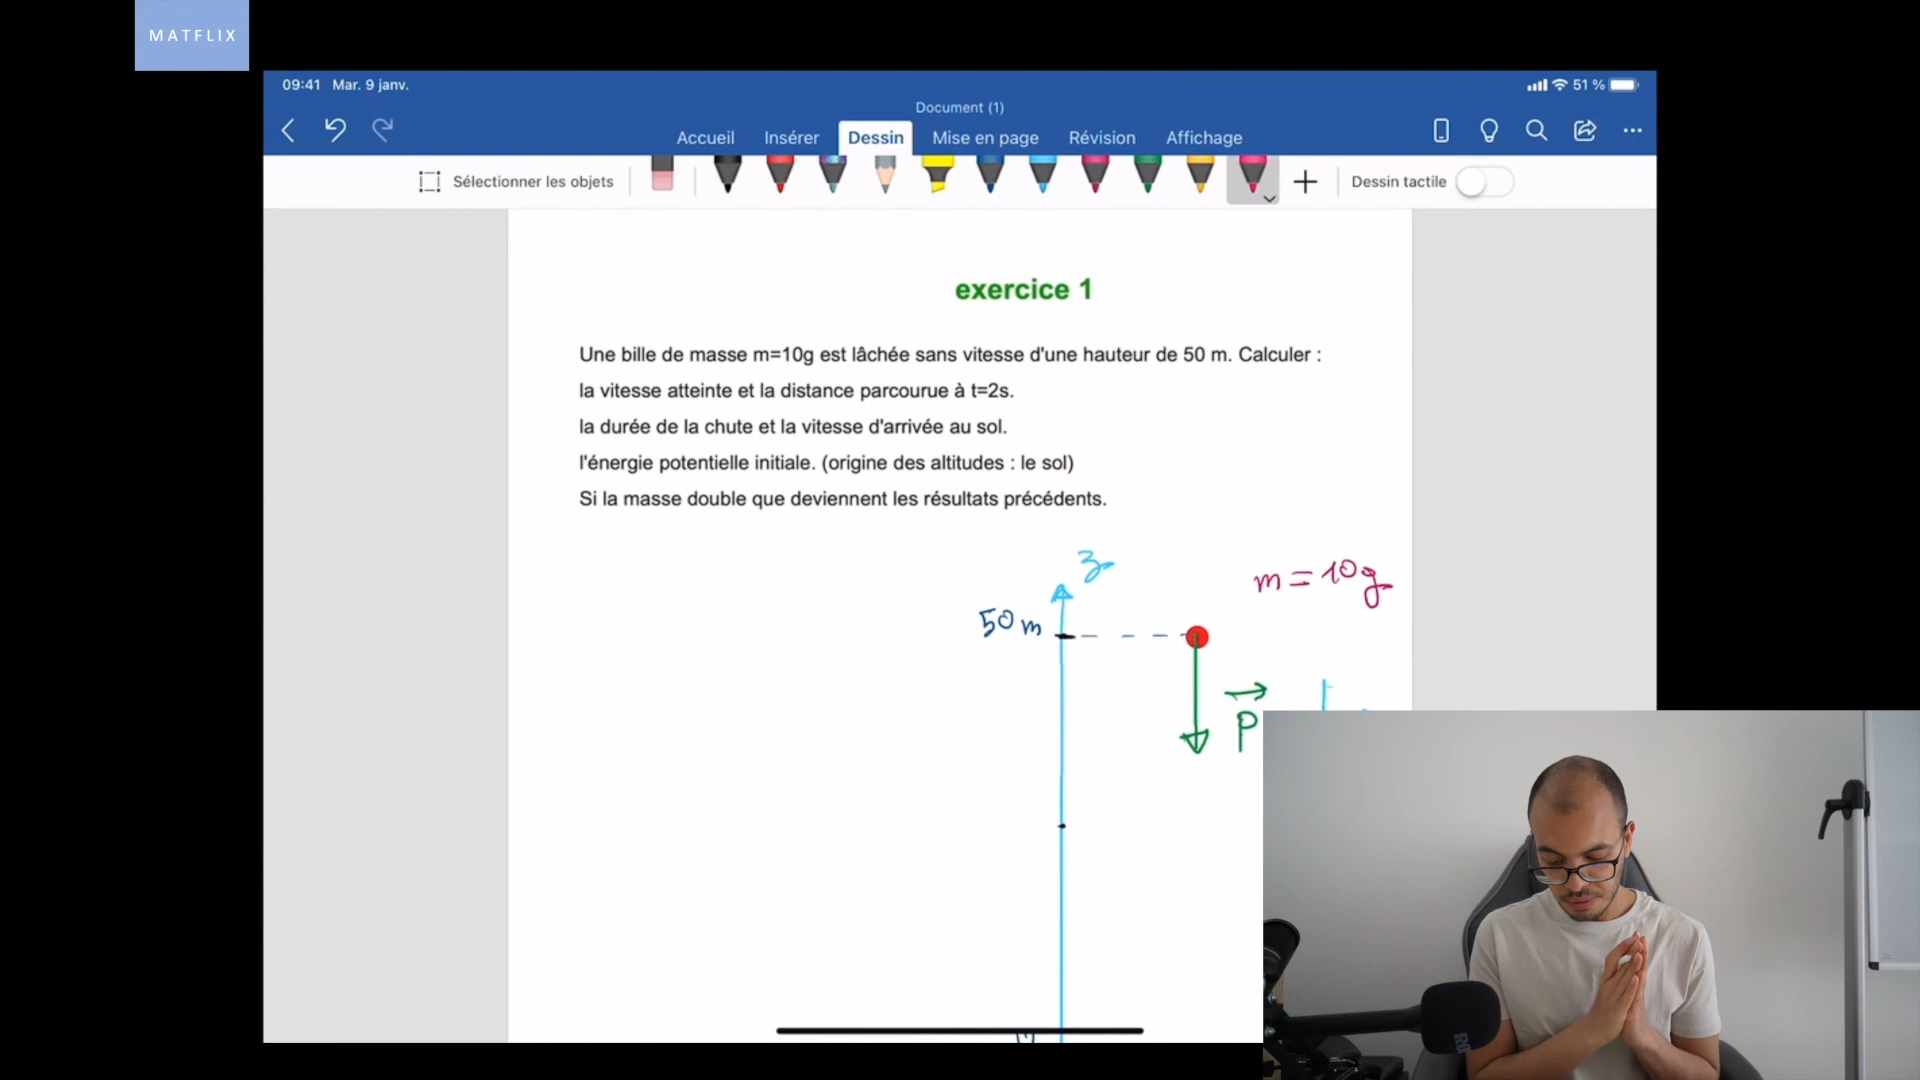 MATFLIX
09:41 Mar. 9 janv.
51 %
Document (1)
Accueil Insérer Dessin Mise en page Révision Affichage
Sélectionner les objets
Dessin tactile
exercice 1
Une bille de masse m=10g est lâchée sans vitesse d'une hauteur de 50 m. Calculer :
la vitesse atteinte et la distance parcourue à t=2s.
la durée de la chute et la vitesse d'arrivée au sol.
l'énergie potentielle initiale. (origine des altitudes : le sol)
Si la masse double que deviennent les résultats précédents.
z
m = 10g
50 m
P